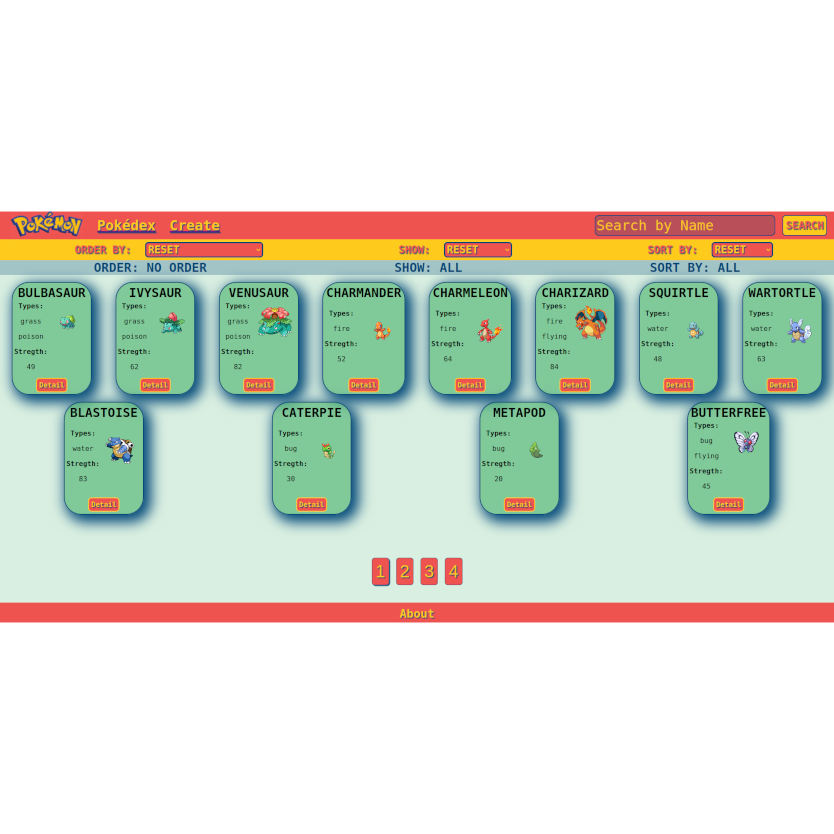 Pokémon Pokédex Create Search by Name SEARCH
ORDER BY: RESET SHOW: RESET SORT BY: RESET
ORDER: NO ORDER SHOW: ALL SORT BY: ALL
BULBASAUR
Types:
grass
poison
Stregth:
49
Detail
IVYSAUR
Types:
grass
poison
Stregth:
62
Detail
VENUSAUR
Types:
grass
poison
Stregth:
82
Detail
CHARMANDER
Types:
fire
Stregth:
52
Detail
CHARMELEON
Types:
fire
Stregth:
64
Detail
CHARIZARD
Types:
fire
flying
Stregth:
84
Detail
SQUIRTLE
Types:
water
Stregth:
48
Detail
WARTORTLE
Types:
water
Stregth:
63
Detail
BLASTOISE
Types:
water
Stregth:
83
Detail
CATERPIE
Types:
bug
Stregth:
30
Detail
METAPOD
Types:
bug
Stregth:
20
Detail
BUTTERFREE
Types:
bug
flying
Stregth:
45
Detail
1 2 3 4
About